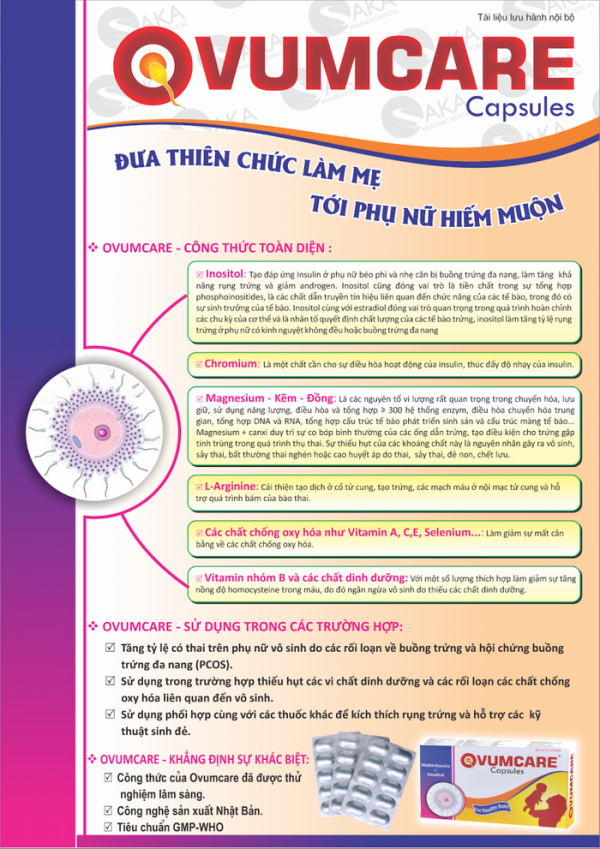 Tài liệu lưu hành nội bộ
SAKA
PHARMACEUTICAL
OVUMCARE
Capsules
ĐƯA THIÊN CHỨC LÀM MẸ
TỚI PHỤ NỮ HIẾM MUỘN
❖ OVUMCARE - CÔNG THỨC TOÀN DIỆN :
☑ Inositol: Tạo đáp ứng Insulin ở phụ nữ béo phì và nhẹ cân bị buồng trứng đa nang, làm tăng khả
năng rụng trứng và giảm androgen. Inositol cũng đóng vai trò là tiền chất trong sự tổng hợp
phosphoinositides, là các chất dẫn truyền tín hiệu liên quan đến chức năng của các tế bào, trong đó có
sự sinh trưởng của tế bào. Inositol cùng với estradiol đóng vai trò quan trọng trong quá trình hoàn chỉnh
các chu kỳ trong cơ thể và là nhân tố quyết định chất lượng của các tế bào trứng, inositol làm tăng tỷ lệ rụng
trứng ở phụ nữ có kinh nguyệt không đều hoặc buồng trứng đa nang
☑ Chromium: Là một chất cần cho sự điều hòa hoạt động của insulin, thúc đẩy độ nhạy của insulin.
☑ Magnesium - Kẽm - Đồng: Là các nguyên tố vi lượng rất quan trọng trong chuyển hóa, lưu
giữ, sử dụng năng lượng, điều hòa và tổng hợp ⩾ 300 hệ thống enzym, điều hòa chuyển hóa trung
gian, tổng hợp DNA và RNA, tổng hợp cấu trúc tế bào phát triển sinh sản và cấu trúc màng tế bào...
Magnesium + canxi duy trì sự co bóp bình thường của các ống dẫn trứng, tạo điều kiện cho trứng gặp
tinh trùng trong quá trình thụ thai. Sự thiếu hụt của các khoáng chất này là nguyên nhân gây ra vô sinh,
sảy thai, bất thường thai nghén hoặc cao huyết áp do thai, sảy thai, đẻ non, chết lưu.
☑ L-Arginine: Cải thiện tạo dịch ở cổ tử cung, tạo trứng, các mạch máu ở nội mạc tử cung và hỗ
trợ quá trình bám của bào thai.
☑ Các chất chống oxy hóa như Vitamin A, C,E, Selenium...: Làm giảm sự mất cân
bằng về các chất chống oxy hóa.
☑ Vitamin nhóm B và các chất dinh dưỡng: Với một số lượng thích hợp làm giảm sự tăng
nồng độ homocysteine trong máu, do đó ngăn ngừa vô sinh do thiếu các chất dinh dưỡng.
❖ OVUMCARE - SỬ DỤNG TRONG CÁC TRƯỜNG HỢP:
☑ Tăng tỷ lệ có thai trên phụ nữ vô sinh do các rối loạn về buồng trứng và hội chứng buồng
trứng đa nang (PCOS).
☑ Sử dụng trong trường hợp thiếu hụt các vi chất dinh dưỡng và các rối loạn các chất chống
oxy hóa liên quan đến vô sinh.
☑ Sử dụng phối hợp cùng với các thuốc khác để kích thích rụng trứng và hỗ trợ các kỹ
thuật sinh đẻ.
❖ OVUMCARE - KHẲNG ĐỊNH SỰ KHÁC BIỆT:
☑ Công thức của Ovumcare đã được thử
nghiệm lâm sàng.
☑ Công nghệ sản xuất Nhật Bản.
☑ Tiêu chuẩn GMP-WHO
Multivitamin
+
Inositol
OVUMCARE
Capsules
For Healthy Baby
OVUMCARE